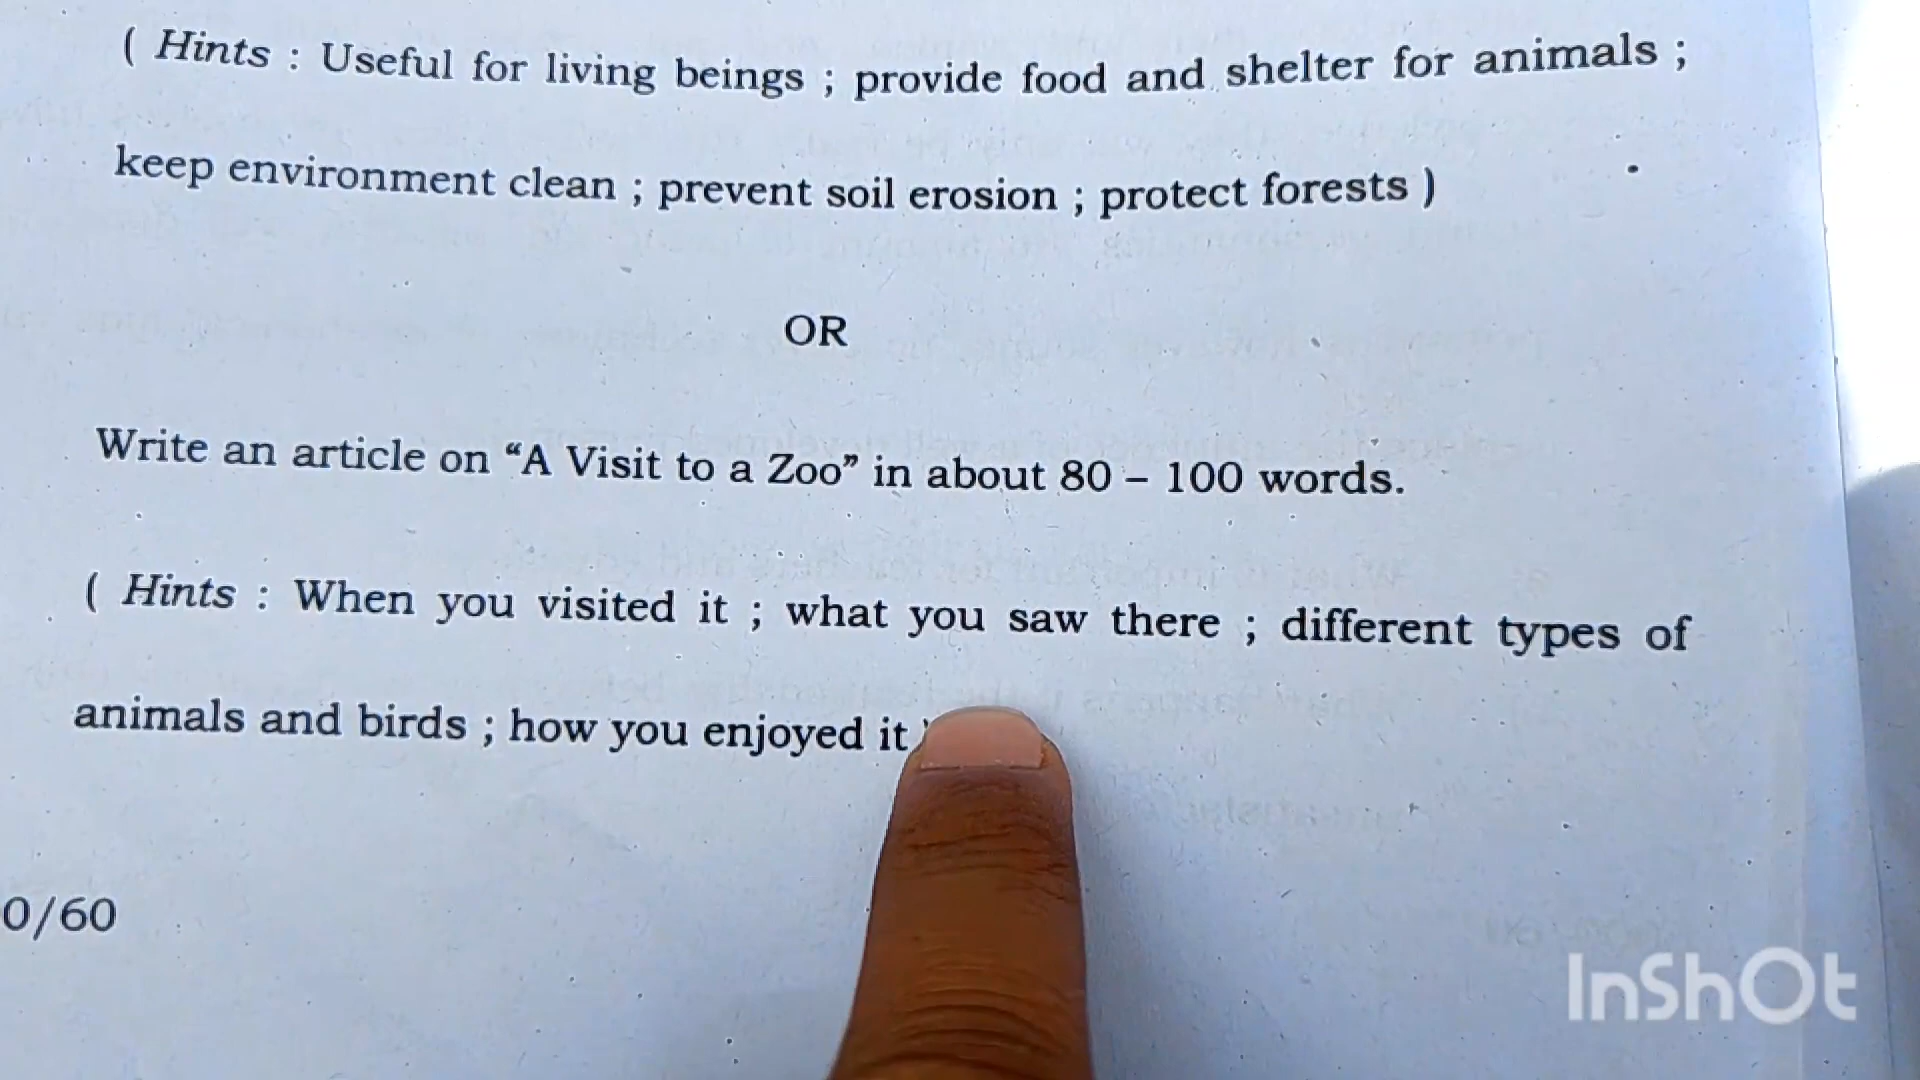 ( Hints : Useful for living beings ; provide food and shelter for animals ;
keep environment clean ; prevent soil erosion ; protect forests )
OR
Write an article on “A Visit to a Zoo” in about 80 – 100 words.
( Hints : When you visited it ; what you saw there ; different types of
animals and birds ; how you enjoyed it
0/60
InShOt